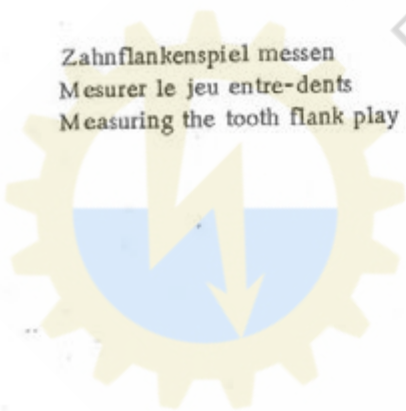 Zahnflankenspiel messen
Mesurer le jeu entre-dents
Measuring the tooth flank play